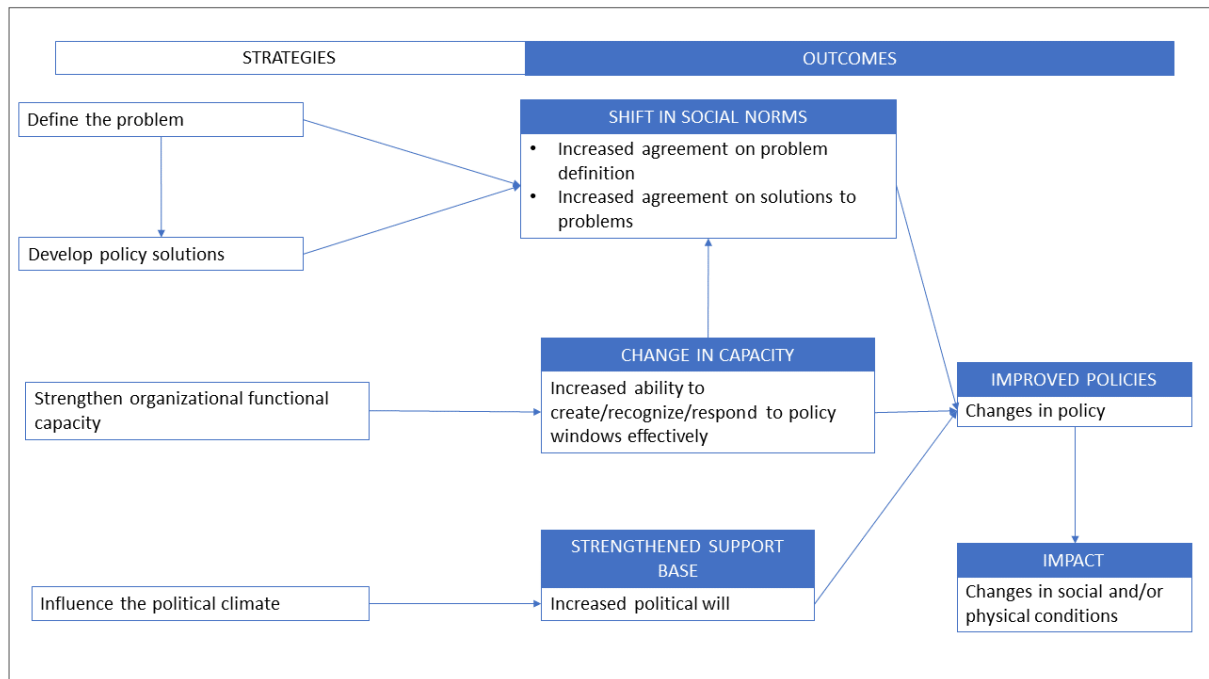 STRATEGIES
OUTCOMES
Define the problem
Develop policy solutions
SHIFT IN SOCIAL NORMS
• Increased agreement on problem
definition
• Increased agreement on solutions to
problems
Strengthen organizational functional
capacity
CHANGE IN CAPACITY
Increased ability to
create/recognize/respond to policy
windows effectively
IMPROVED POLICIES
Changes in policy
Influence the political climate
STRENGTHENED SUPPORT
BASE
Increased political will
IMPACT
Changes in social and/or
physical conditions